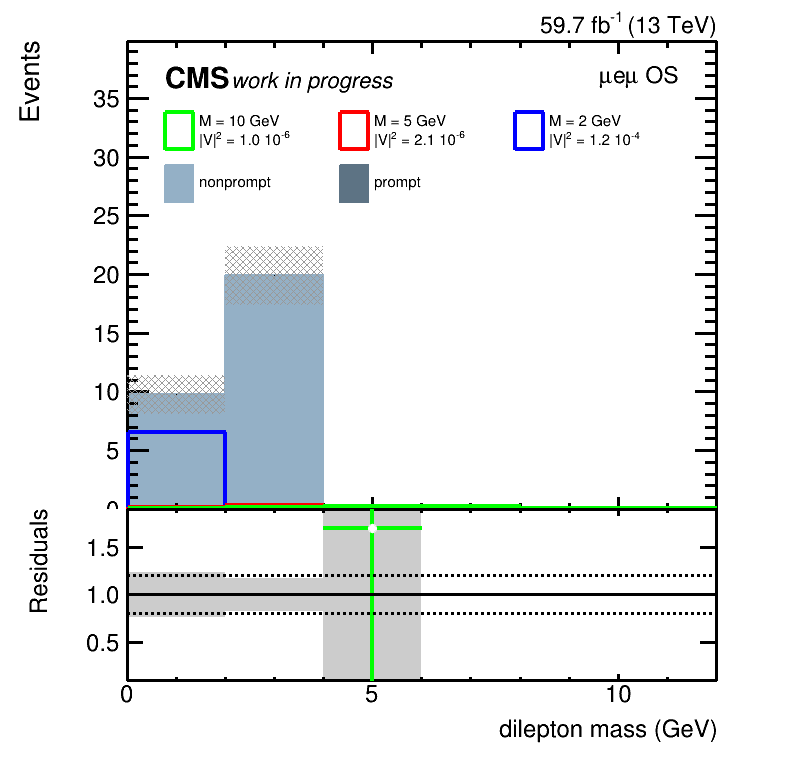 59.7 fb⁻¹ (13 TeV)
Events
CMS work in progress
μeμ OS
M = 10 GeV
|V|² = 1.0 10⁻⁶
M = 5 GeV
|V|² = 2.1 10⁻⁶
M = 2 GeV
|V|² = 1.2 10⁻⁴
nonprompt
prompt
35
30
25
20
15
10
5
0
Residuals
1.5
1.0
0.5
0 5 10
dilepton mass (GeV)